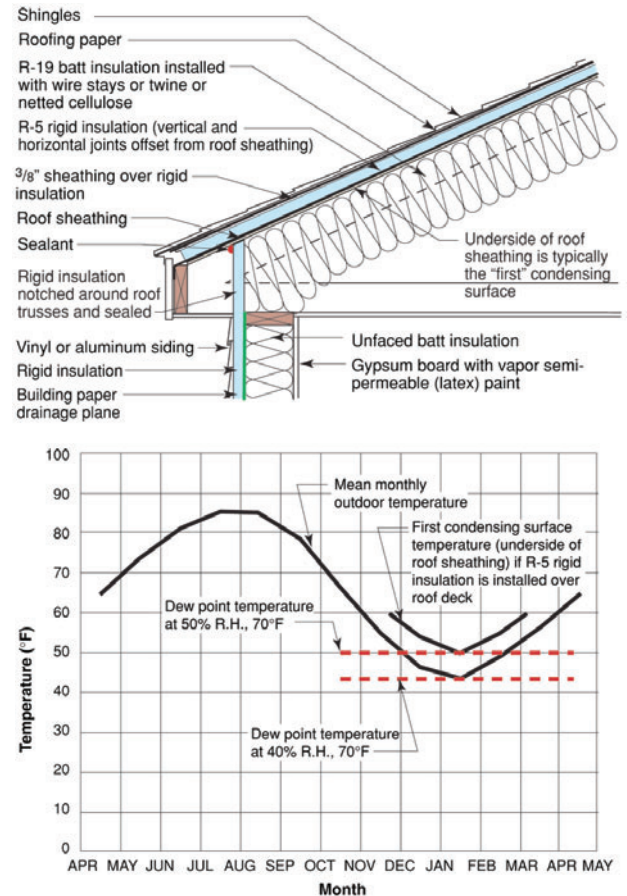 Shingles
Roofing paper
R-19 batt insulation installed
with wire stays or twine or
netted cellulose
R-5 rigid insulation (vertical and
horizontal joints offset from roof sheathing)
3/8" sheathing over rigid
insulation
Roof sheathing
Sealant
Rigid insulation
notched around roof
trusses and sealed
Vinyl or aluminum siding
Rigid insulation
Building paper
drainage plane
Underside of roof
sheathing is typically
the “first” condensing
surface
Unfaced batt insulation
Gypsum board with vapor semi-
permeable (latex) paint
100
90
80
70
60
50
40
30
20
10
0
Temperature (°F)
Mean monthly
outdoor temperature
First condensing surface
temperature (underside of
roof sheathing) if R-5 rigid
insulation is installed over
roof deck
Dew point temperature
at 50% R.H., 70°F
Dew point temperature
at 40% R.H., 70°F
APR MAY JUN JUL AUG SEP OCT NOV DEC JAN FEB MAR APR MAY
Month